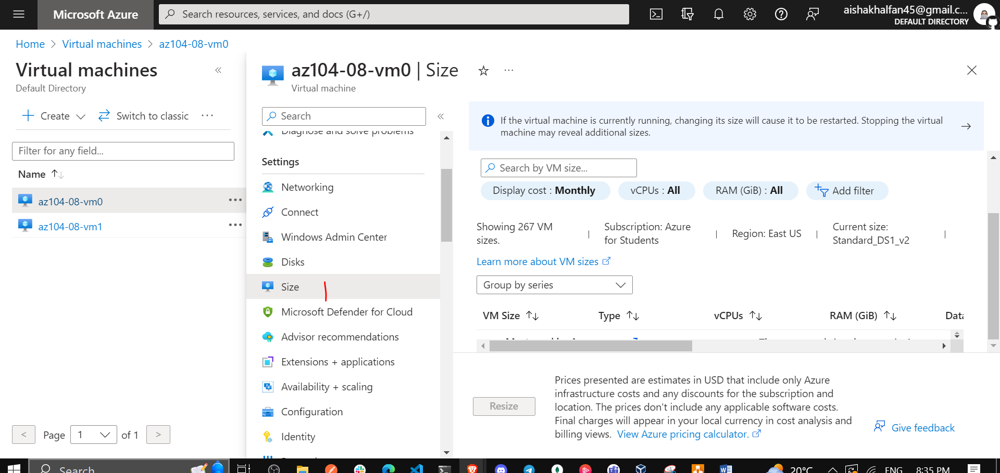 Microsoft Azure
Search resources, services, and docs (G+/)
aishakhalfan45@gmail.c...
DEFAULT DIRECTORY
Home > Virtual machines > az104-08-vm0
Virtual machines
Default Directory
Create
Switch to classic
Filter for any field...
Name
az104-08-vm0
az104-08-vm1
< Page 1 of 1 >
az104-08-vm0 | Size
Virtual machine
Search
Diagnose and solve problems
Settings
Networking
Connect
Windows Admin Center
Disks
Size
Microsoft Defender for Cloud
Advisor recommendations
Extensions + applications
Availability + scaling
Configuration
Identity
If the virtual machine is currently running, changing its size will cause it to be restarted. Stopping the virtual
machine may reveal additional sizes.
Search by VM size...
Display cost : Monthly
vCPUs : All
RAM (GiB) : All
Add filter
Showing 267 VM
sizes.
Subscription: Azure
for Students
Region: East US
Current size:
Standard_DS1_v2
Learn more about VM sizes
Group by series
VM Size
Type
vCPUs
RAM (GiB)
Data
Resize
Prices presented are estimates in USD that include only Azure
infrastructure costs and any discounts for the subscription and
location. The prices don't include any applicable software costs.
Final charges will appear in your local currency in cost analysis and
billing views. View Azure pricing calculator.
Give feedback
Search
20°C
ENG
8:35 PM